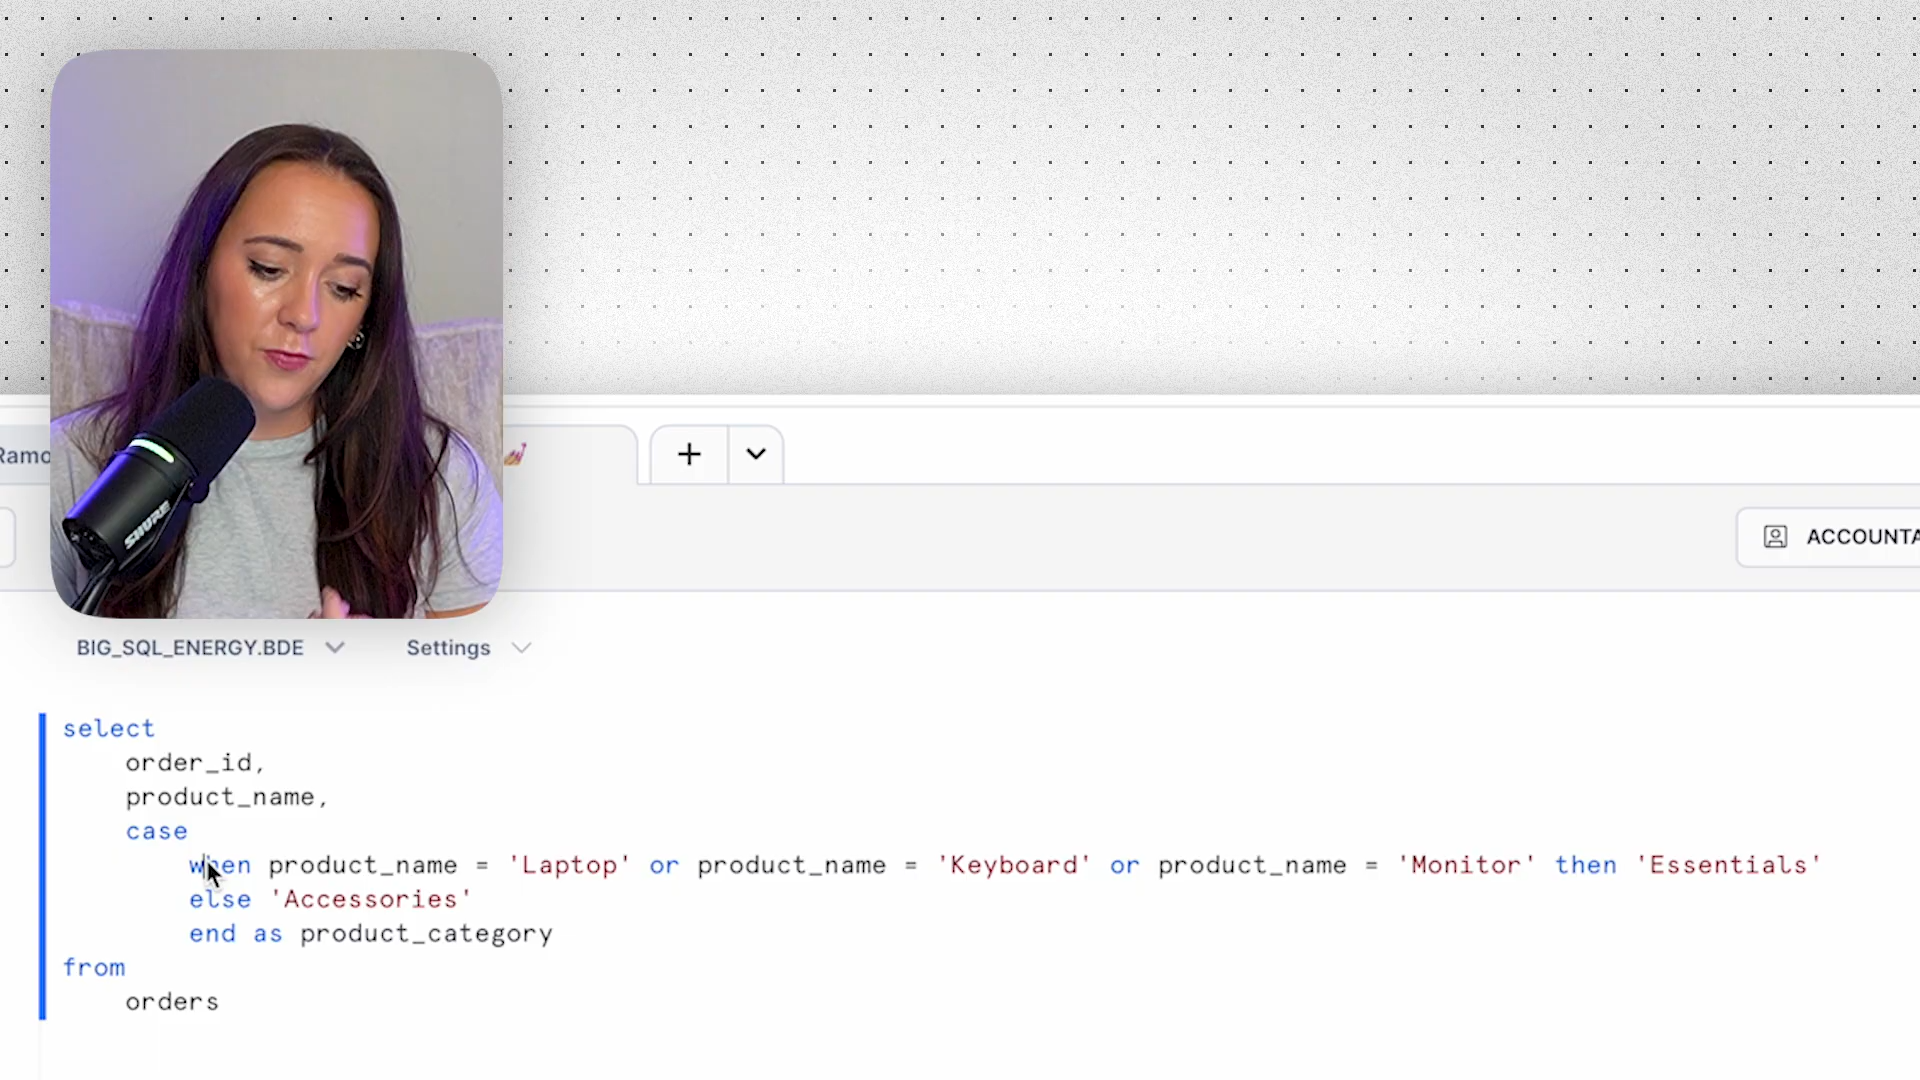 Ramo
SHURE
ACCOUNTA
BIG_SQL_ENERGY.BDE
Settings
select
order_id,
product_name,
case
when product_name = 'Laptop' or product_name = 'Keyboard' or product_name = 'Monitor' then 'Essentials'
else 'Accessories'
end as product_category
from
orders